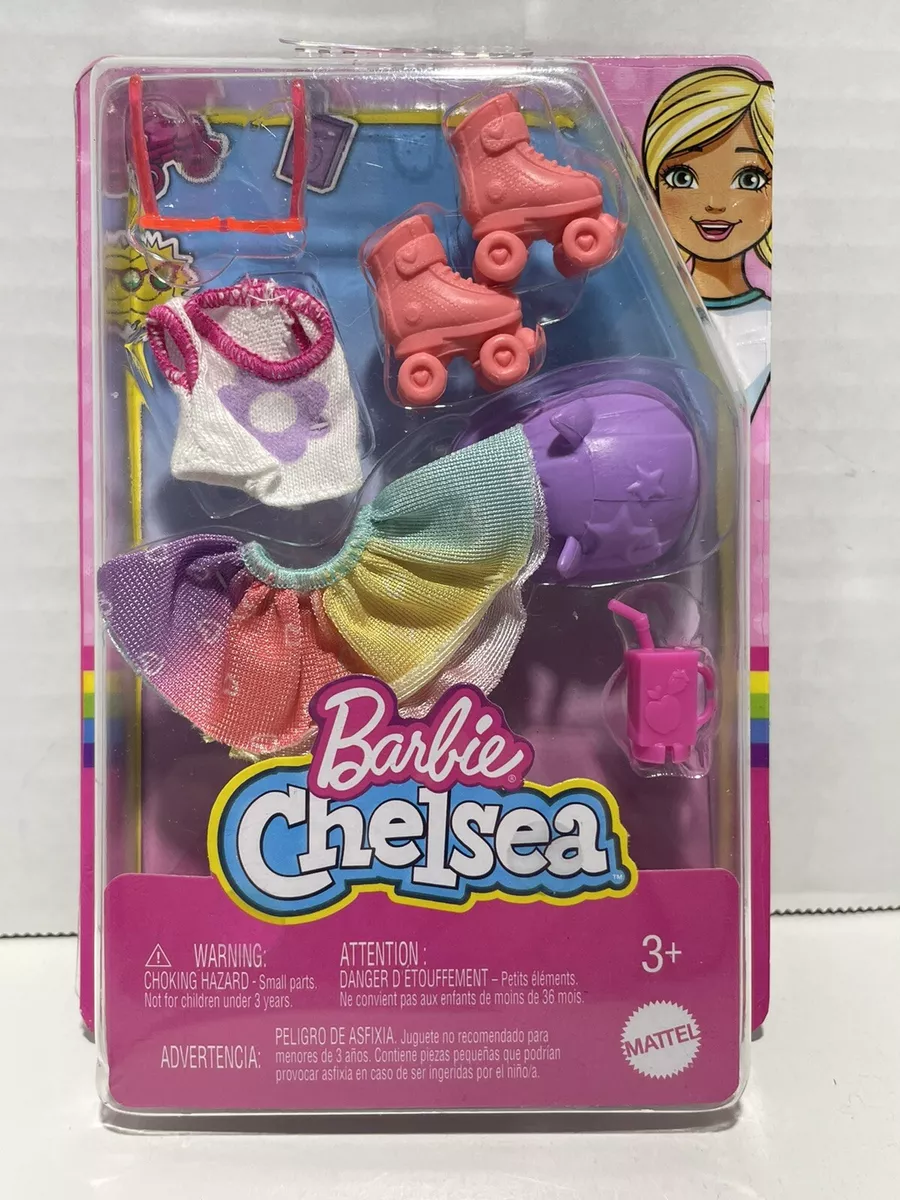 Barbie®
Chelsea™
WARNING:
CHOKING HAZARD - Small parts.
Not for children under 3 years.
ATTENTION :
DANGER D'ÉTOUFFEMENT – Petits éléments.
Ne convient pas aux enfants de moins de 36 mois.
3+
ADVERTENCIA:
PELIGRO DE ASFIXIA. Juguete no recomendado para
menores de 3 años. Contiene piezas pequeñas que podrían
provocar asfixia en caso de ser ingeridas por el niño/a.
MATTEL